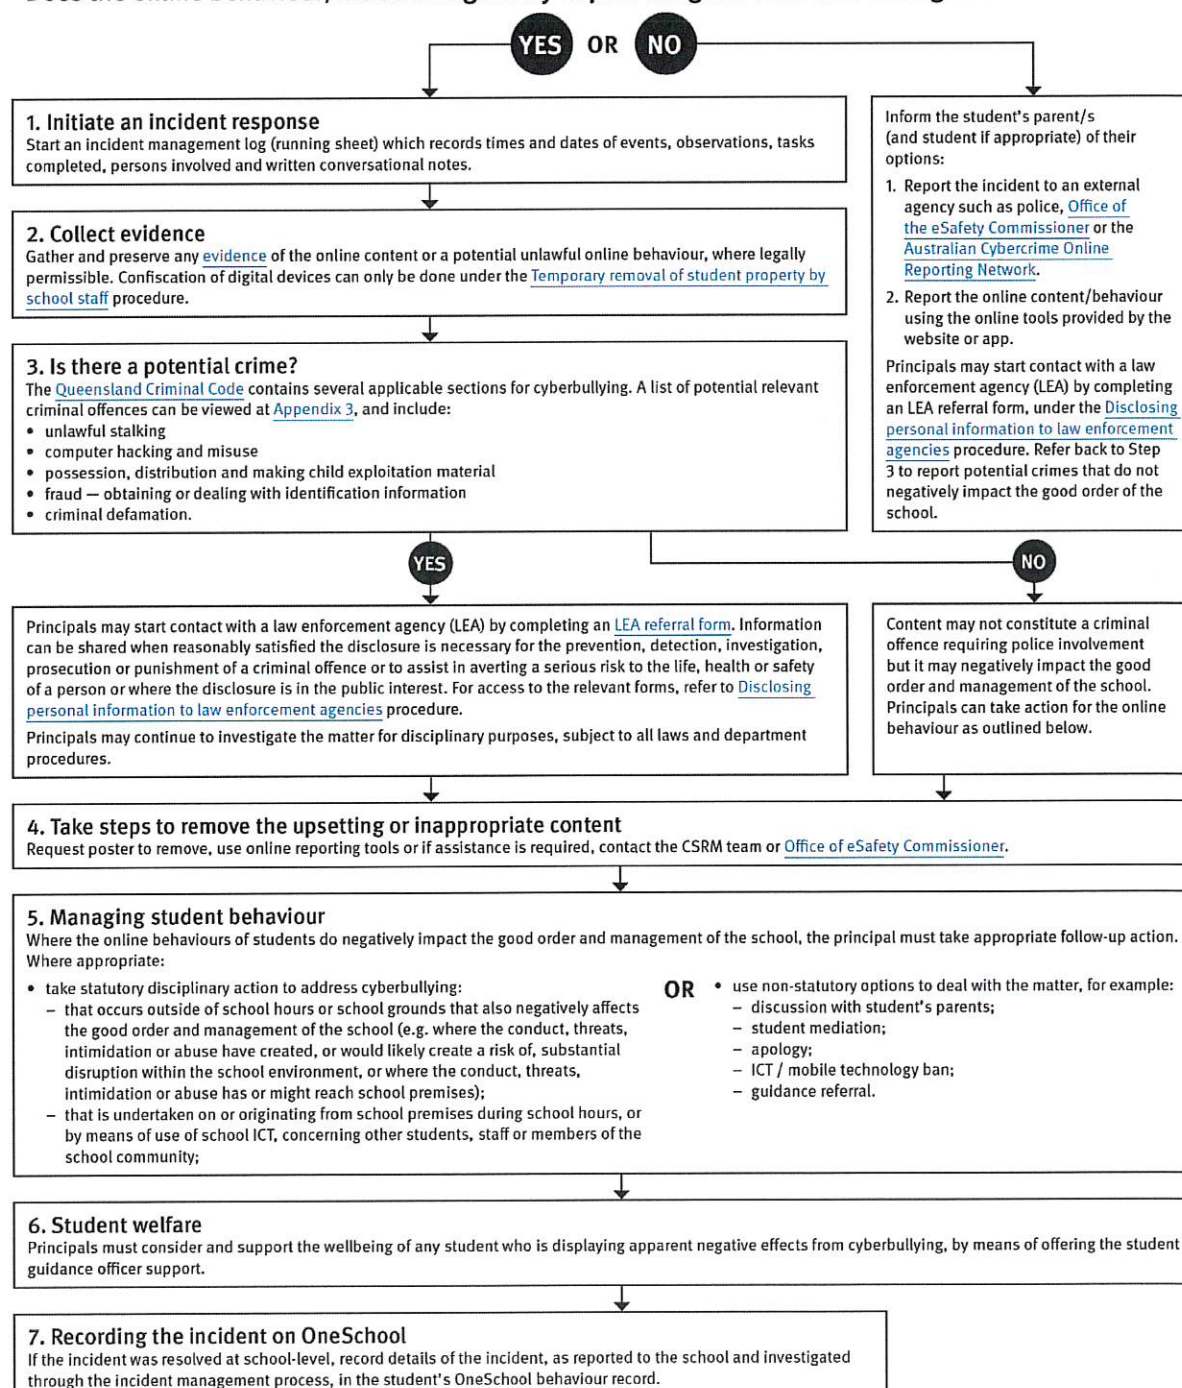 YES OR NO
1. Initiate an incident response
Start an incident management log (running sheet) which records times and dates of events, observations, tasks
completed, persons involved and written conversational notes.
2. Collect evidence
Gather and preserve any evidence of the online content or a potential unlawful online behaviour, where legally
permissible. Confiscation of digital devices can only be done under the Temporary removal of student property by
school staff procedure.
3. Is there a potential crime?
The Queensland Criminal Code contains several applicable sections for cyberbullying. A list of potential relevant
criminal offences can be viewed at Appendix 3, and include:
• unlawful stalking
• computer hacking and misuse
• possession, distribution and making child exploitation material
• fraud — obtaining or dealing with identification information
• criminal defamation.
Inform the student's parent/s
(and student if appropriate) of their
options:
1. Report the incident to an external
agency such as police, Office of
the eSafety Commissioner or the
Australian Cybercrime Online
Reporting Network.
2. Report the online content/behaviour
using the online tools provided by the
website or app.
Principals may start contact with a law
enforcement agency (LEA) by completing
an LEA referral form, under the Disclosing
personal information to law enforcement
agencies procedure. Refer back to Step
3 to report potential crimes that do not
negatively impact the good order of the
school.
YES
NO
Principals may start contact with a law enforcement agency (LEA) by completing an LEA referral form. Information
can be shared when reasonably satisfied the disclosure is necessary for the prevention, detection, investigation,
prosecution or punishment of a criminal offence or to assist in averting a serious risk to the life, health or safety
of a person or where the disclosure is in the public interest. For access to the relevant forms, refer to Disclosing
personal information to law enforcement agencies procedure.
Principals may continue to investigate the matter for disciplinary purposes, subject to all laws and department
procedures.
Content may not constitute a criminal
offence requiring police involvement
but it may negatively impact the good
order and management of the school.
Principals can take action for the online
behaviour as outlined below.
4. Take steps to remove the upsetting or inappropriate content
Request poster to remove, use online reporting tools or if assistance is required, contact the CSRM team or Office of eSafety Commissioner.
5. Managing student behaviour
Where the online behaviours of students do negatively impact the good order and management of the school, the principal must take appropriate follow-up action.
Where appropriate:
• take statutory disciplinary action to address cyberbullying:
– that occurs outside of school hours or school grounds that also negatively affects
the good order and management of the school (e.g. where the conduct, threats,
intimidation or abuse have created, or would likely create a risk of, substantial
disruption within the school environment, or where the conduct, threats,
intimidation or abuse has or might reach school premises);
– that is undertaken on or originating from school premises during school hours, or
by means of use of school ICT, concerning other students, staff or members of the
school community;
OR
• use non-statutory options to deal with the matter, for example:
– discussion with student's parents;
– student mediation;
– apology;
– ICT / mobile technology ban;
– guidance referral.
6. Student welfare
Principals must consider and support the wellbeing of any student who is displaying apparent negative effects from cyberbullying, by means of offering the student
guidance officer support.
7. Recording the incident on OneSchool
If the incident was resolved at school-level, record details of the incident, as reported to the school and investigated
through the incident management process, in the student's OneSchool behaviour record.